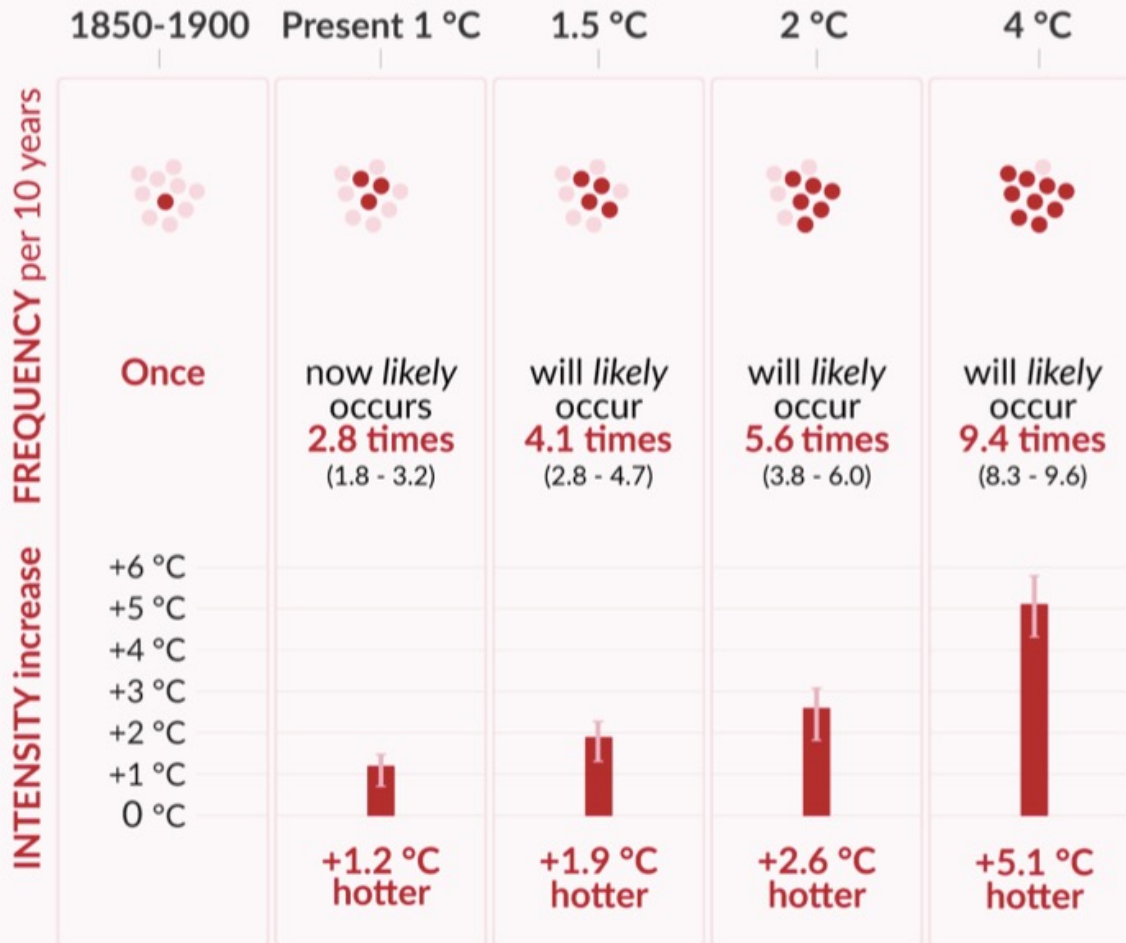 1850-1900
Present 1 °C
1.5 °C
2 °C
4 °C
FREQUENCY per 10 years
Once
now likely
occurs
2.8 times
(1.8 - 3.2)
will likely
occur
4.1 times
(2.8 - 4.7)
will likely
occur
5.6 times
(3.8 - 6.0)
will likely
occur
9.4 times
(8.3 - 9.6)
INTENSITY increase
+6 °C
+5 °C
+4 °C
+3 °C
+2 °C
+1 °C
0 °C
+1.2 °C
hotter
+1.9 °C
hotter
+2.6 °C
hotter
+5.1 °C
hotter